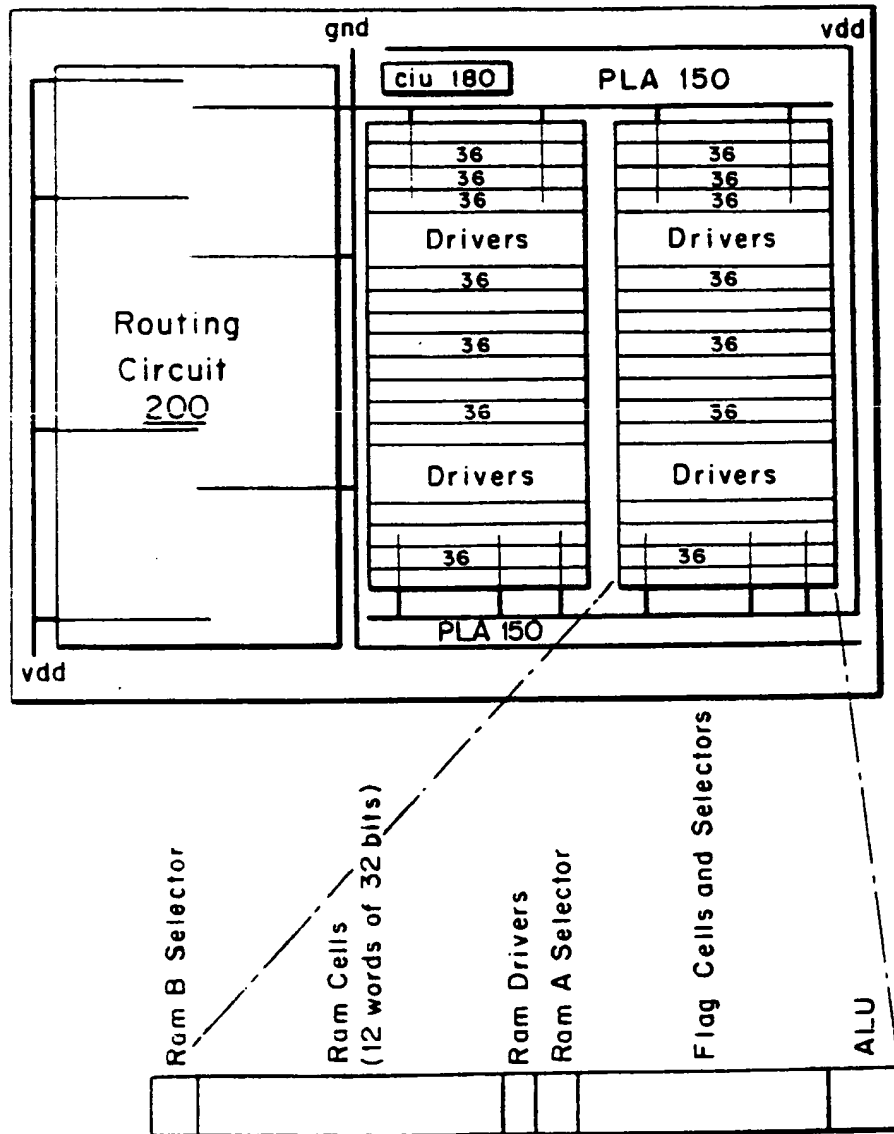 gnd
vdd
ciu 180
PLA 150
36
36
36
36
36
36
Drivers
Drivers
36
36
36
36
36
36
Routing
Circuit
200
Drivers
Drivers
36
36
PLA 150
vdd
Ram B Selector
Ram Cells
(12 words of 32 bits)
Ram Drivers
Ram A Selector
Flag Cells and Selectors
ALU